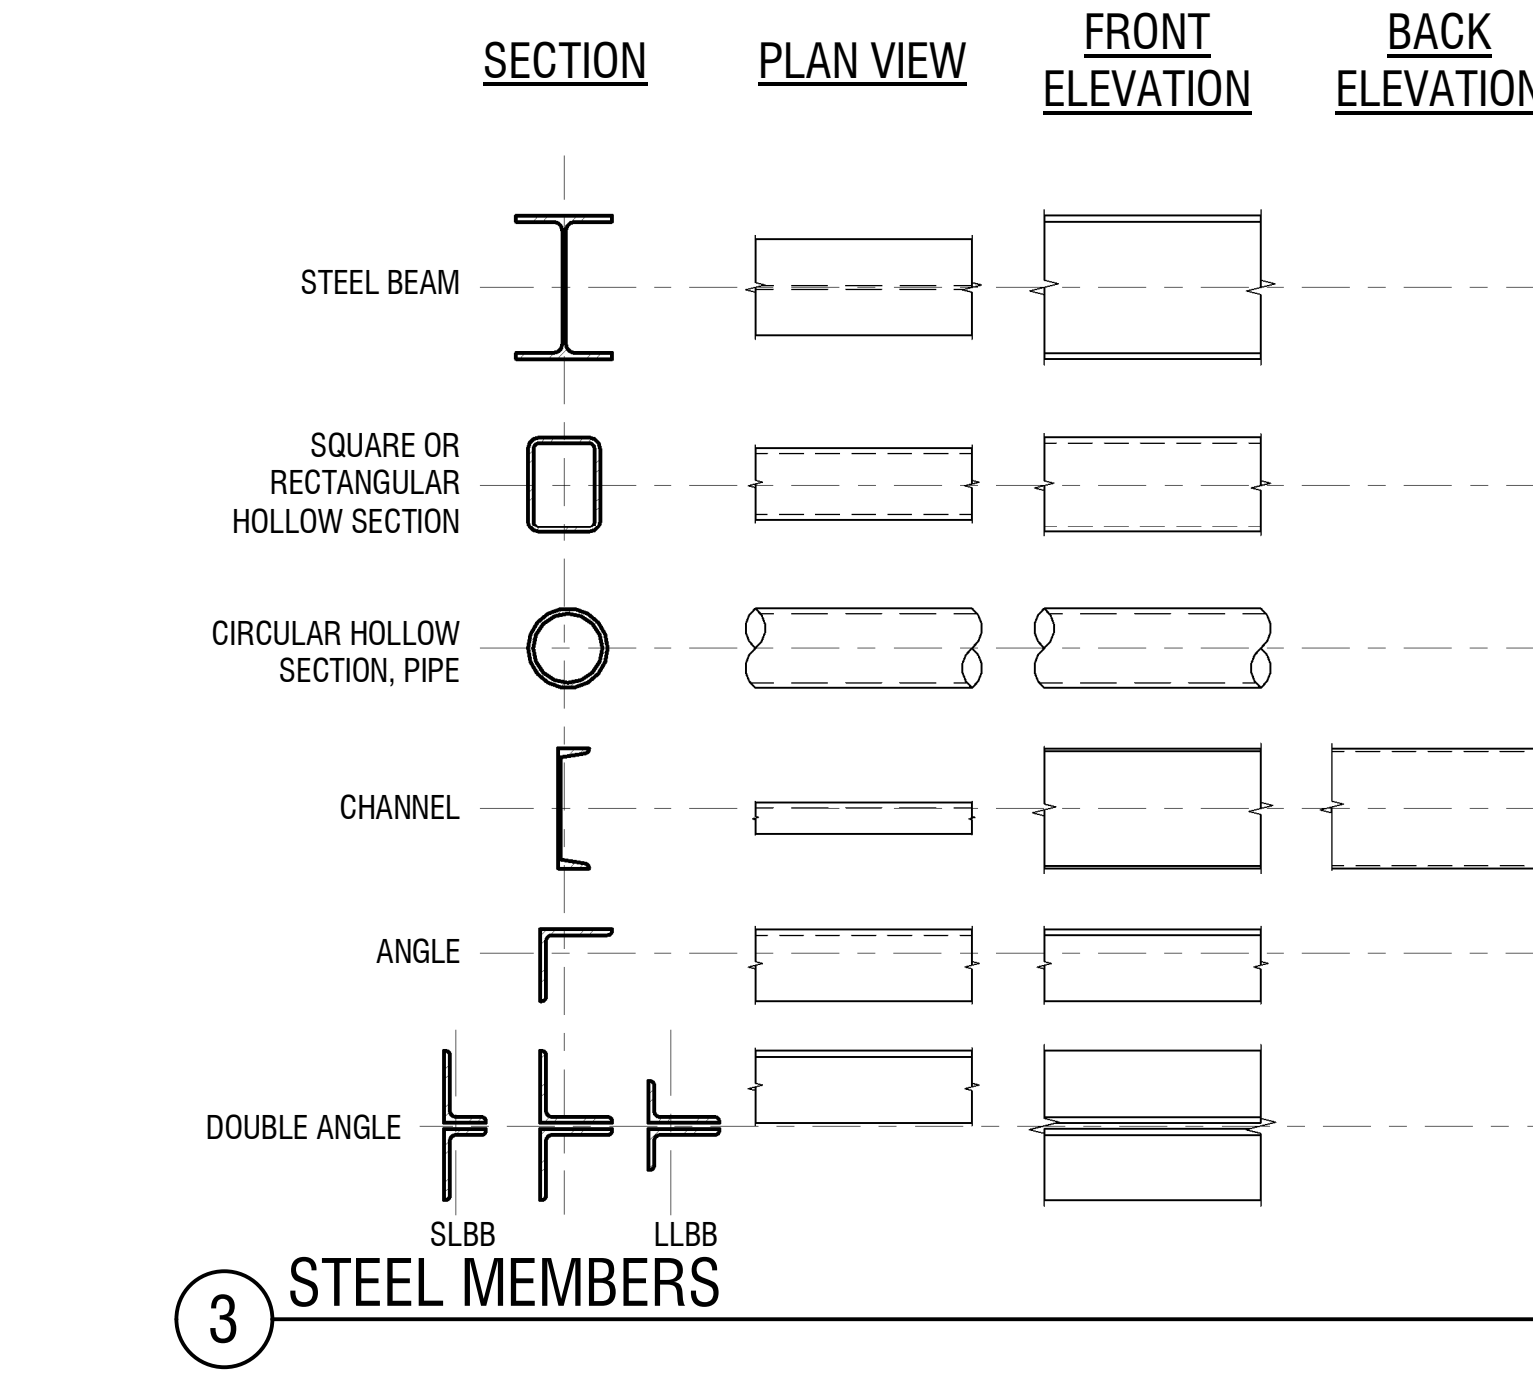 SECTION
PLAN VIEW
FRONT
ELEVATION
BACK
ELEVATION
STEEL BEAM
SQUARE OR
RECTANGULAR
HOLLOW SECTION
CIRCULAR HOLLOW
SECTION, PIPE
CHANNEL
ANGLE
DOUBLE ANGLE
SLBB
LLBB
3
STEEL MEMBERS